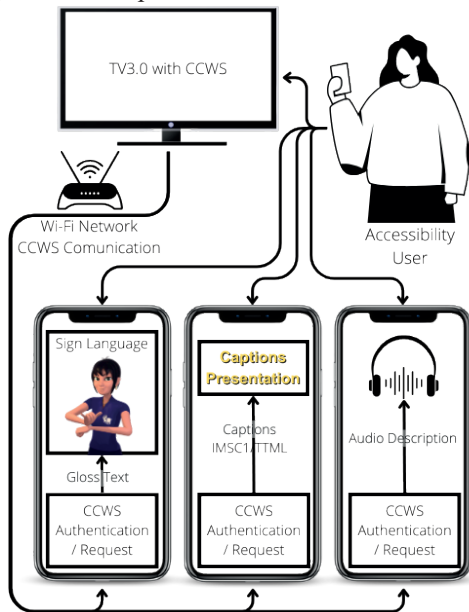 TV3.0 with CCWS
Wi-Fi Network
CCWS Comunication
Accessibility
User
Sign Language
Gloss Text
CCWS
Authentication
/ Request
Captions
Presentation
Captions
IMSC1/TTML
CCWS
Authentication
/ Request
Audio Description
CCWS
Authentication
/ Request